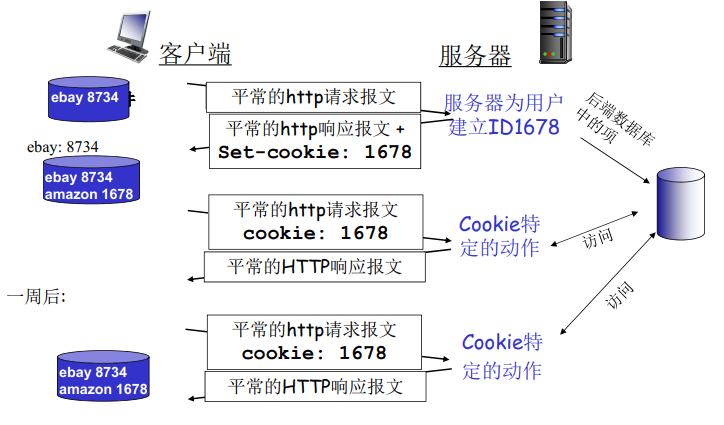 客户端
服务器
ebay 8734
平常的http请求报文
服务器为用户
建立ID1678
后端数据库
中的项
平常的http响应报文 +
Set-cookie: 1678
ebay: 8734
ebay 8734
amazon 1678
平常的http请求报文
cookie: 1678
Cookie特
定的动作
访问
平常的HTTP响应报文
一周后:
访问
平常的http请求报文
cookie: 1678
Cookie特
定的动作
ebay 8734
amazon 1678
平常的HTTP响应报文